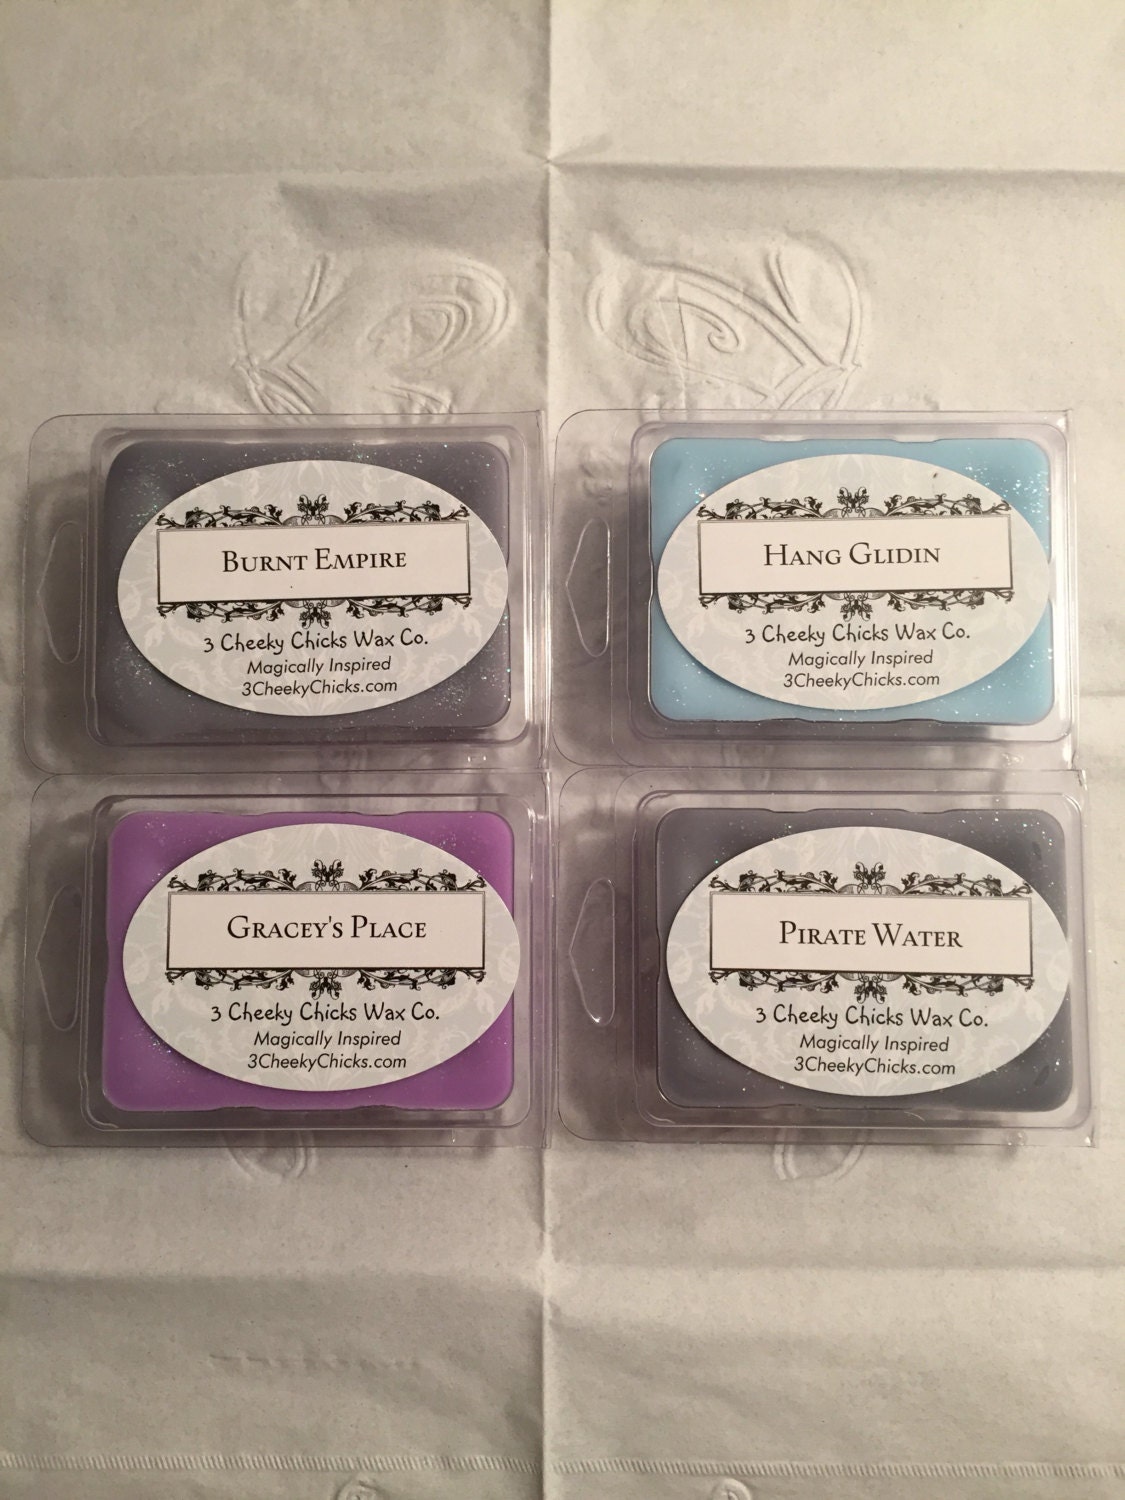 Burnt Empire
3 Cheeky Chicks Wax Co.
Magically Inspired
3CheekyChicks.com
Hang Glidin
3 Cheeky Chicks Wax Co.
Magically Inspired
3CheekyChicks.com
Gracey's Place
3 Cheeky Chicks Wax Co.
Magically Inspired
3CheekyChicks.com
Pirate Water
3 Cheeky Chicks Wax Co.
Magically Inspired
3CheekyChicks.com